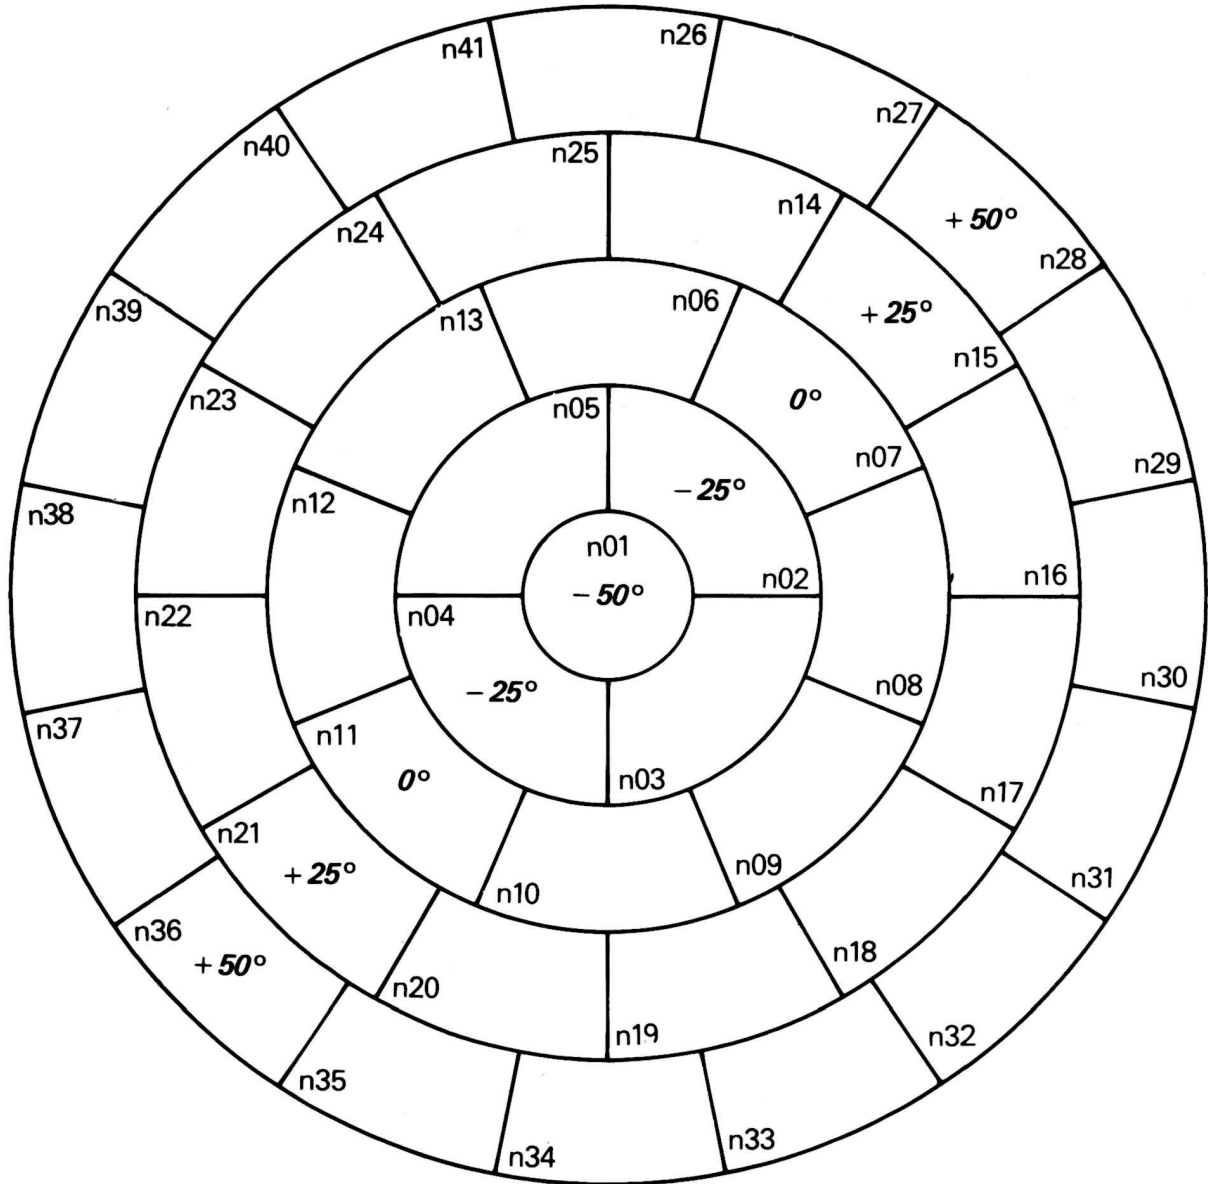 n41
n26
n27
n40
n25
n14
+ 50°
n28
n24
n39
n13
n06
+ 25°
n15
n23
n05
0°
n07
n29
n38
n12
– 25°
n01
n02
n16
– 50°
n22
n04
n37
n11
– 25°
n08
n30
n03
0°
n17
n21
+ 25°
n10
n09
n31
n36
+ 50°
n20
n18
n19
n32
n35
n34
n33